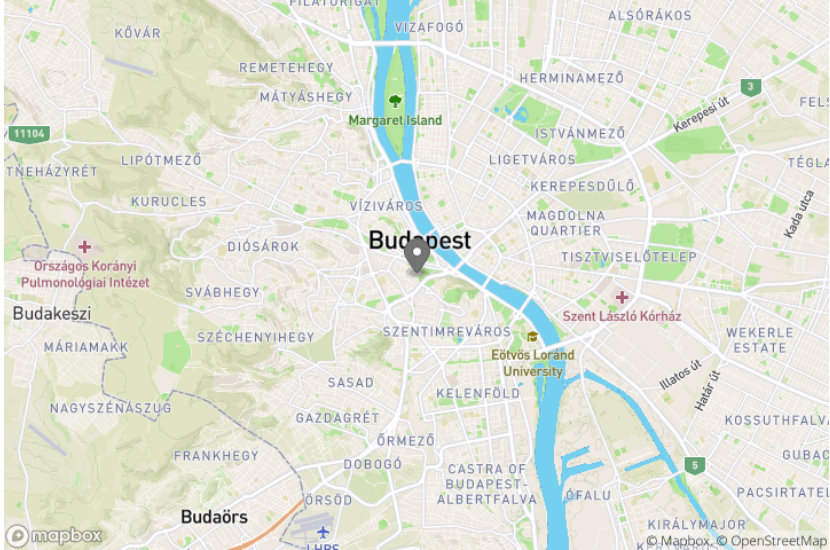 FILATORIGÁT
VIZAFOGÓ
ALSÓRÁKOS
KŐVÁR
REMETEHEGY
MÁTYÁSHEGY
HERMINAMEZŐ
3
Kerepesi út
FELS
Margaret Island
11104
ISTVÁNMEZŐ
TNEHÁZYRÉT
LIPÓTMEZŐ
LIGETVÁROS
TÉGLA
KURUCLES
KEREPESDŰLŐ
VÍZIVÁROS
MAGDOLNA
QUARTIER
Kada utca
DIÓSÁROK
Budapest
TISZTVISELŐTELEP
Országos Korányi
Pulmonológiai Intézet
SVÁBHEGY
Budakeszi
Szent László Kórház
SZÉCHENYIHEGY
SZENTIMREVÁROS
MÁRIAMAKK
WEKERLE
ESTATE
Eötvös Loránd
University
Illatos út
Határ út
SASAD
KELENFÖLD
NAGYSZÉNÁSZUG
GAZDAGRÉT
KOSSUTHFALVA
ŐRMEZŐ
FRANKHEGY
DOBOGÓ
GUBAC
CASTRA OF
BUDAPEST-
ALBERTFALVA
5
ÖRSÖD
ÓFALU
PACSIRTATEL
Budaörs
KIRÁLYMAJOR
LHBS
mapbox
© Mapbox, © OpenStreetMap